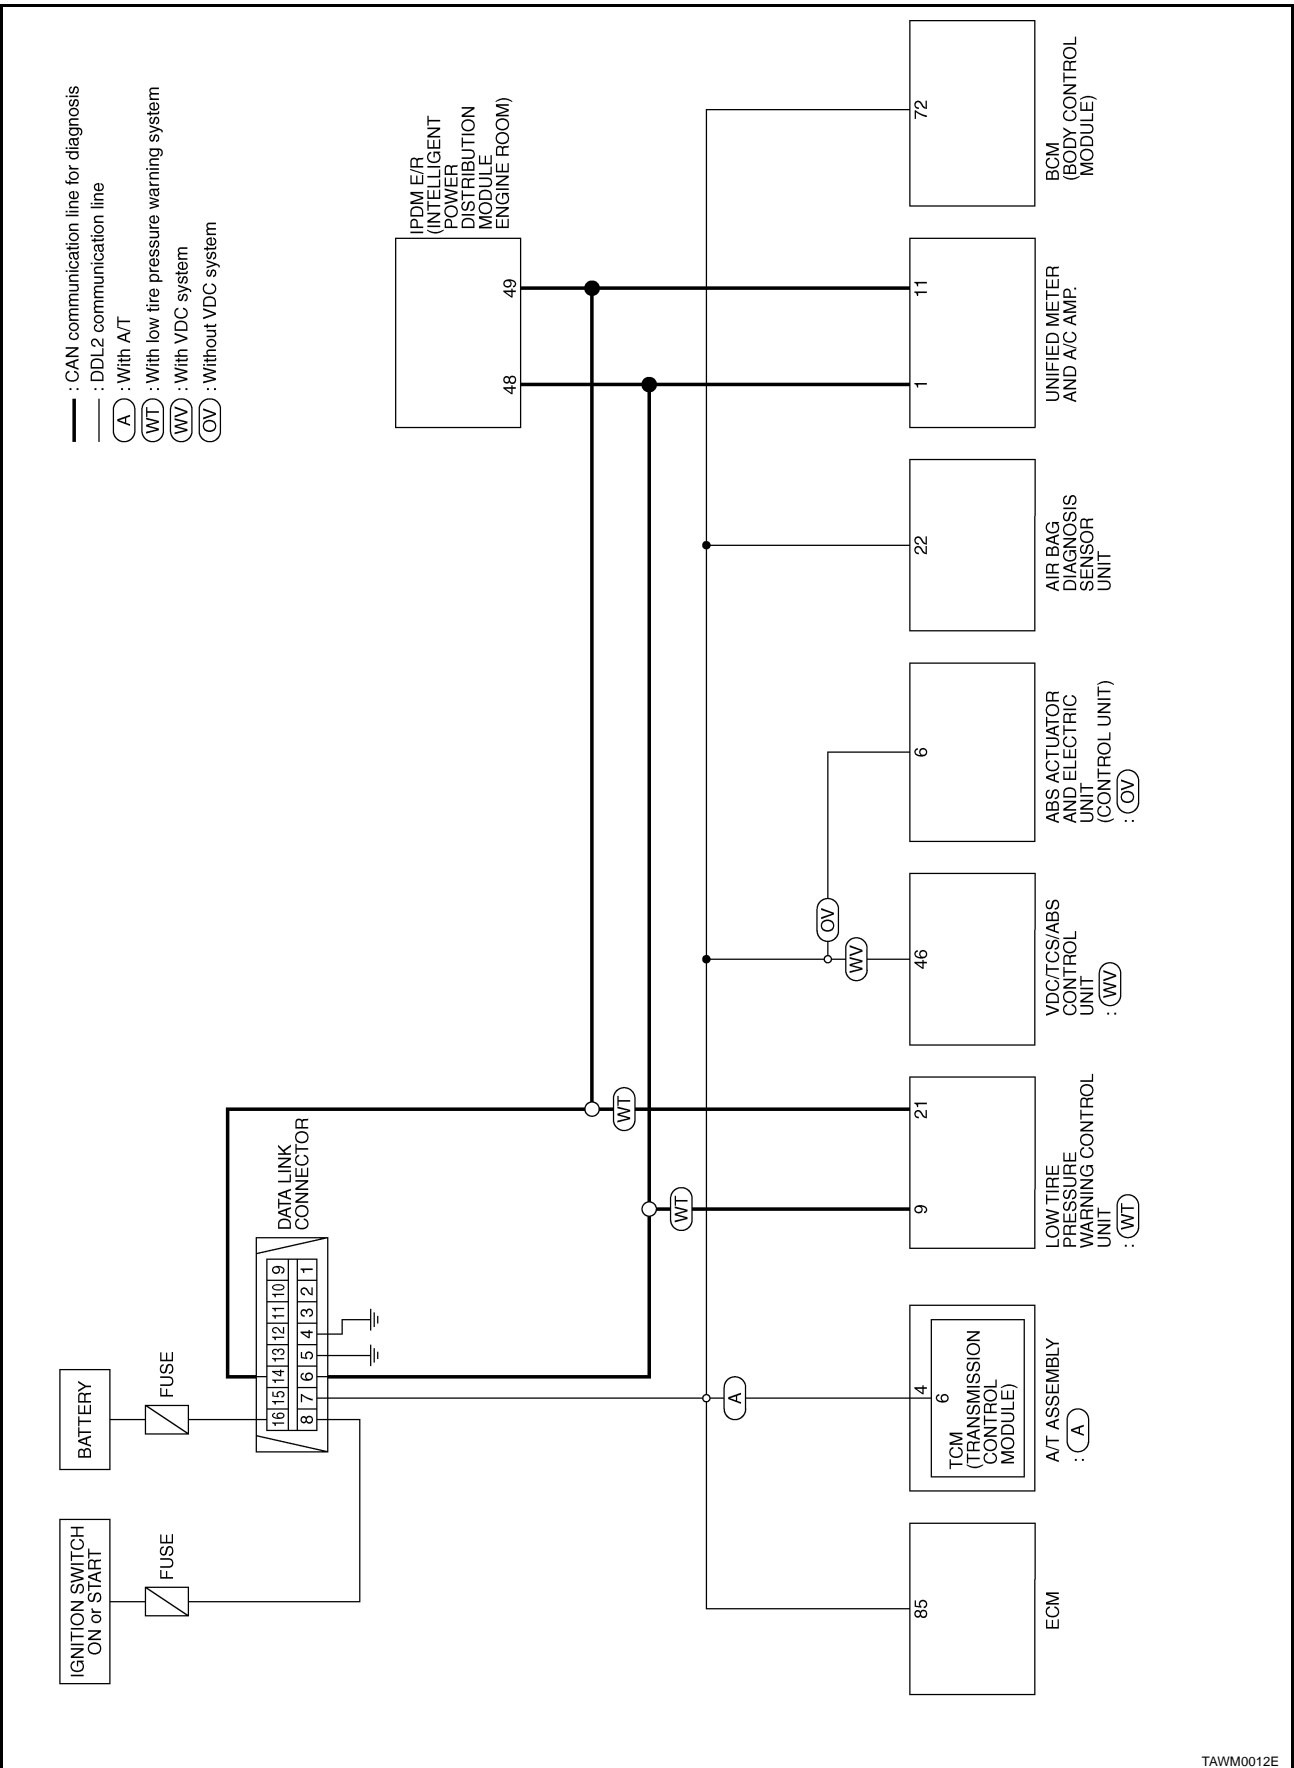 IGNITION SWITCH
ON or START
FUSE
BATTERY
FUSE
DATA LINK
CONNECTOR
16 15 14 13 12 11 10 9
8 7 6 5 4 3 2 1
: CAN communication line for diagnosis
: DDL2 communication line
A : With A/T
WT : With low tire pressure warning system
WV : With VDC system
OV : Without VDC system
IPDM E/R
(INTELLIGENT
POWER
DISTRIBUTION
MODULE
ENGINE ROOM)
48
49
WT
WT
A
OV
WV
85
ECM
4
6
TCM
(TRANSMISSION
CONTROL
MODULE)
A/T ASSEMBLY
: A
9
21
LOW TIRE
PRESSURE
WARNING CONTROL
UNIT
: WT
46
VDC/TCS/ABS
CONTROL
UNIT
: WV
6
ABS ACTUATOR
AND ELECTRIC
UNIT
(CONTROL UNIT)
: OV
22
AIR BAG
DIAGNOSIS
SENSOR
UNIT
1
11
UNIFIED METER
AND A/C AMP.
72
BCM
(BODY CONTROL
MODULE)
TAWM0012E